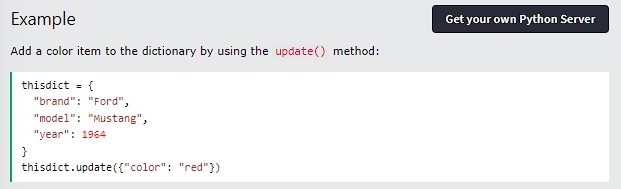 Example
Get your own Python Server
Add a color item to the dictionary by using the update() method:
thisdict = {
  "brand": "Ford",
  "model": "Mustang",
  "year": 1964
}
thisdict.update({"color": "red"})